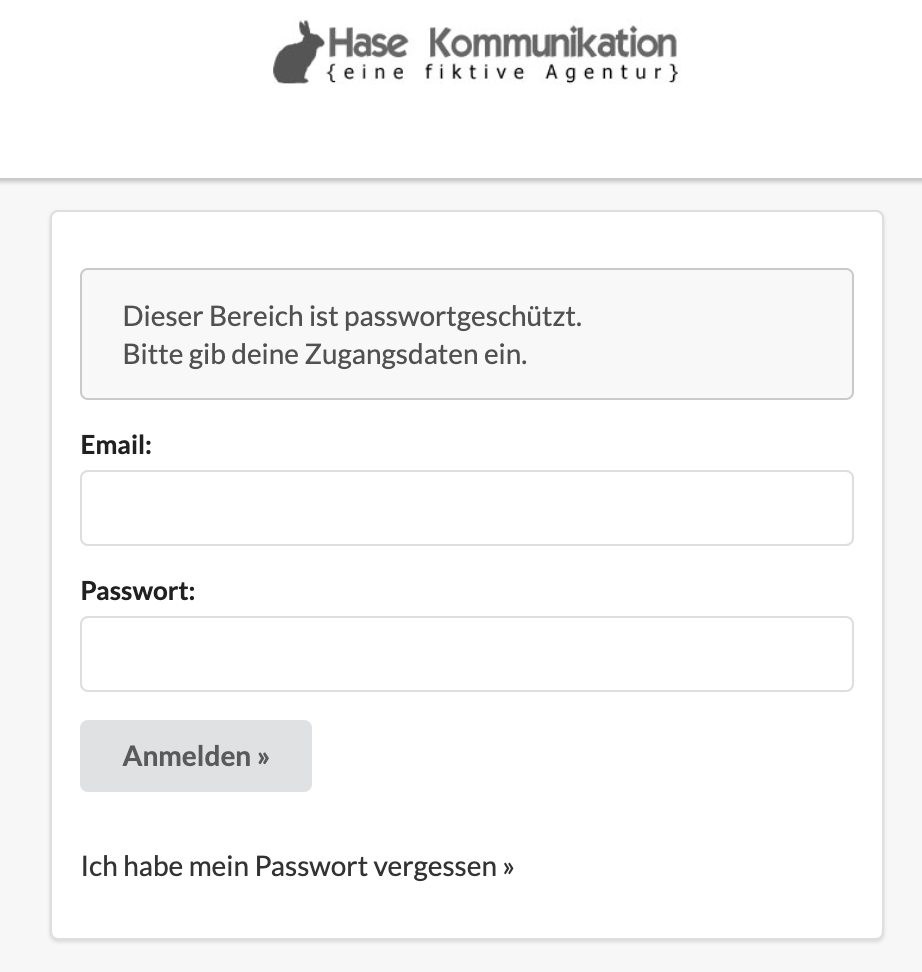 Hase Kommunikation
{eine fiktive Agentur}
Dieser Bereich ist passwortgeschützt.
Bitte gib deine Zugangsdaten ein.
Email:
Passwort:
Anmelden »
Ich habe mein Passwort vergessen »